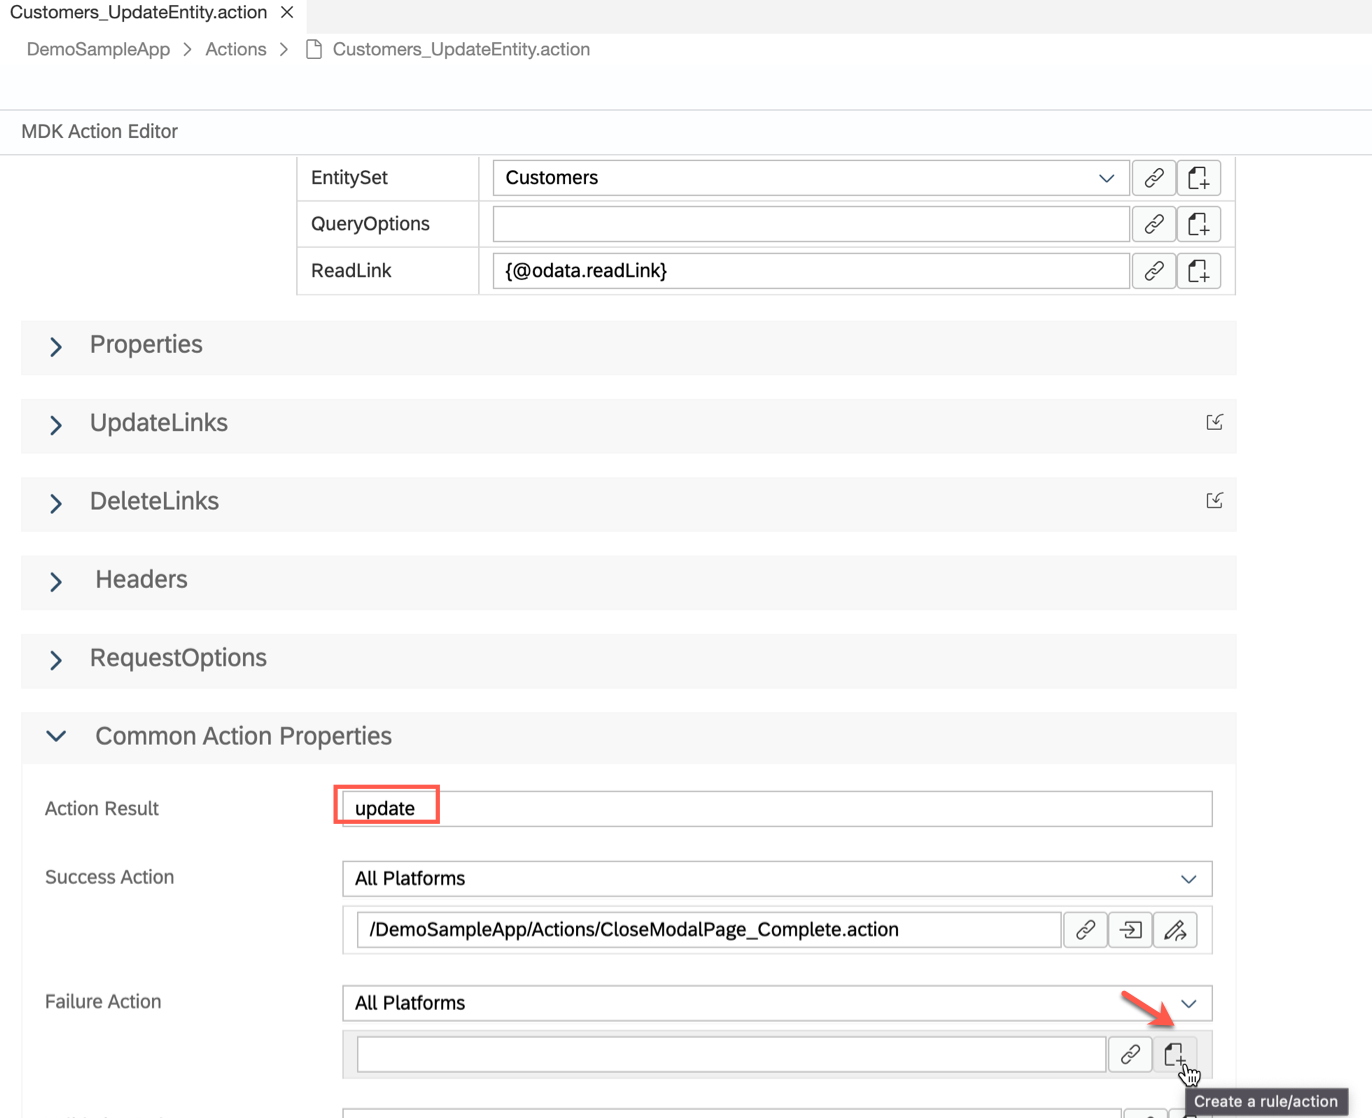 Customers_UpdateEntity.action ×
DemoSampleApp > Actions > Customers_UpdateEntity.action
MDK Action Editor
EntitySet Customers
QueryOptions
ReadLink {@odata.readLink}
Properties
UpdateLinks
DeleteLinks
Headers
RequestOptions
Common Action Properties
Action Result update
Success Action All Platforms
/DemoSampleApp/Actions/CloseModalPage_Complete.action
Failure Action All Platforms
Create a rule/action